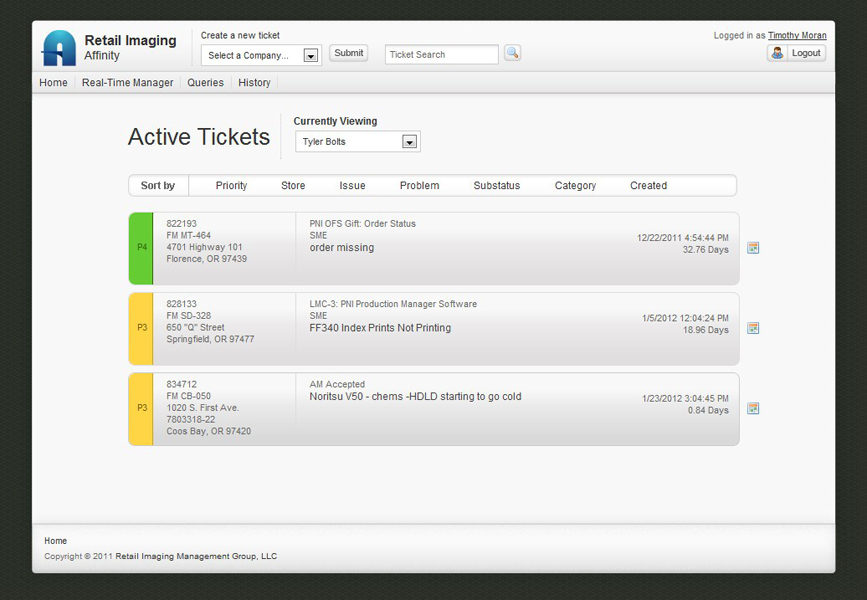 Retail Imaging
Affinity
Create a new ticket
Select a Company...
Submit
Ticket Search
Logged in as Timothy Moran
Logout
Home Real-Time Manager Queries History
Active Tickets
Currently Viewing
Tyler Bolts
Sort by Priority Store Issue Problem Substatus Category Created
P4
822193
FM MT-464
4701 Highway 101
Florence, OR 97439
PNI OFS Gift: Order Status
SME
order missing
12/22/2011 4:54:44 PM
32.76 Days
P3
828133
FM SD-328
650 "Q" Street
Springfield, OR 97477
LMC-3: PNI Production Manager Software
SME
FF340 Index Prints Not Printing
1/5/2012 12:04:24 PM
18.96 Days
P3
834712
FM CB-050
1020 S. First Ave.
7803318-22
Coos Bay, OR 97420
AM Accepted
Noritsu V50 - chems -HDLD starting to go cold
1/23/2012 3:04:45 PM
0.84 Days
Home
Copyright © 2011 Retail Imaging Management Group, LLC